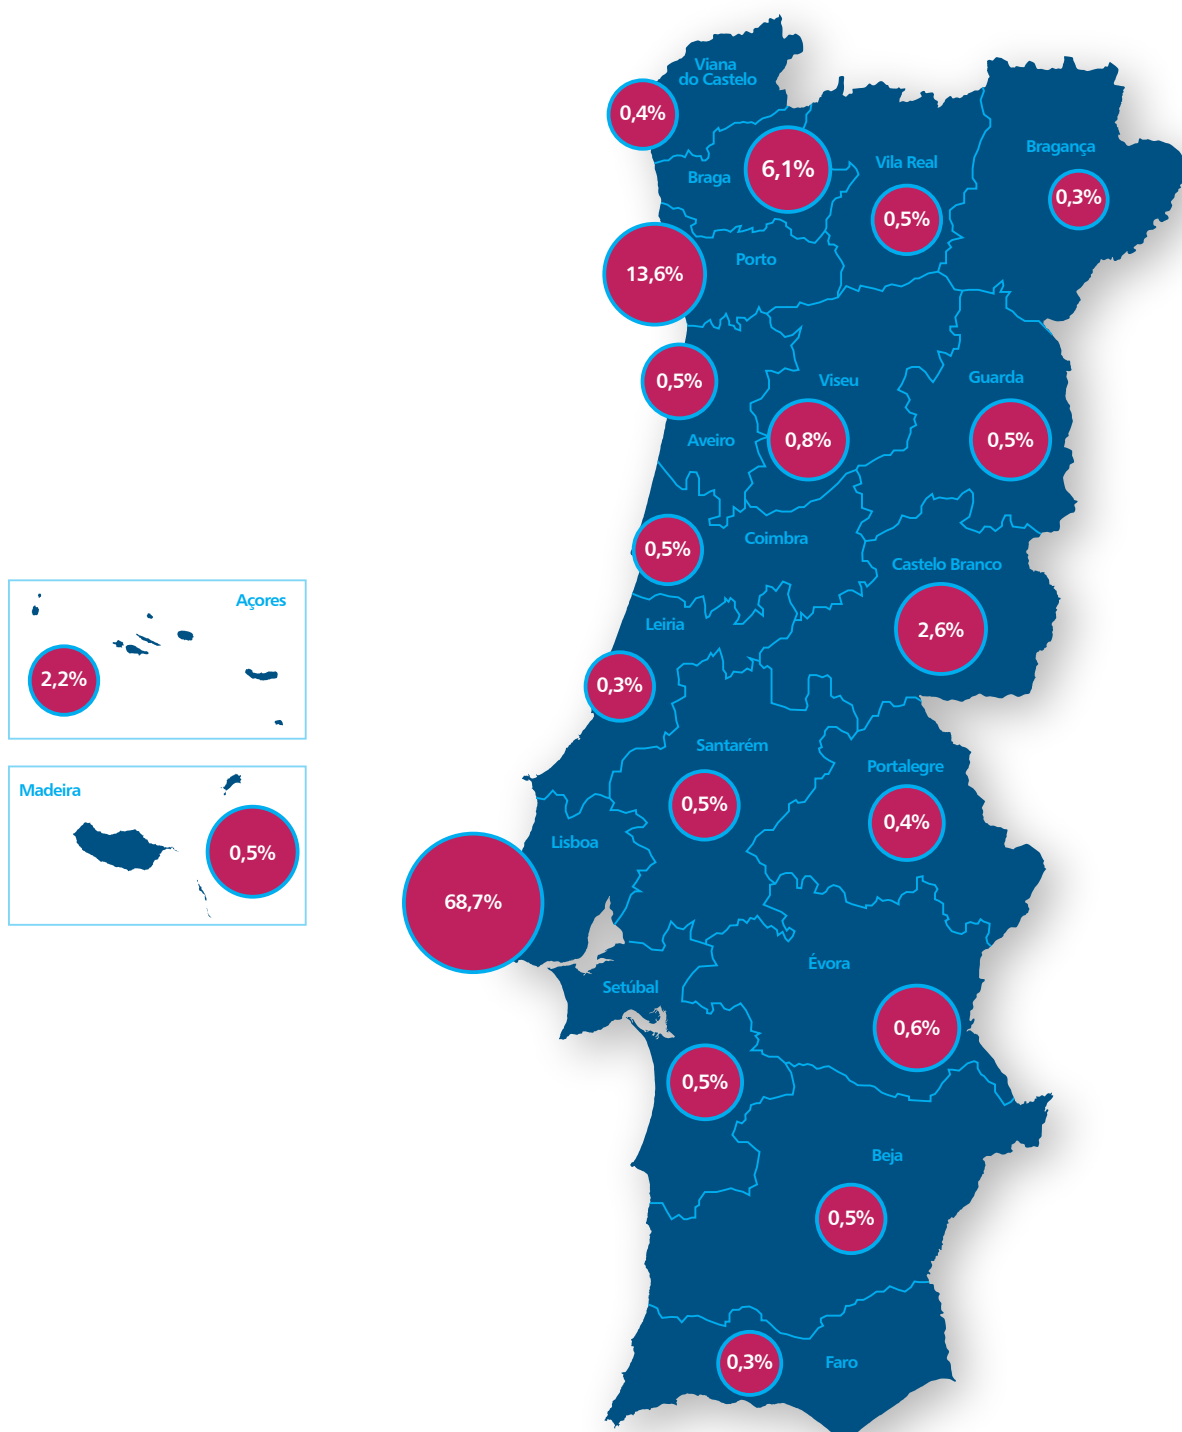 Viana
do Castelo
0,4%
Braga
6,1%
Vila Real
0,5%
Bragança
0,3%
Porto
13,6%
0,5%
Aveiro
Viseu
0,8%
Guarda
0,5%
Coimbra
0,5%
Castelo Branco
2,6%
Açores
2,2%
Leiria
0,3%
Santarém
0,5%
Portalegre
0,4%
Madeira
0,5%
Lisboa
68,7%
Évora
0,6%
Setúbal
0,5%
Beja
0,5%
0,3%
Faro